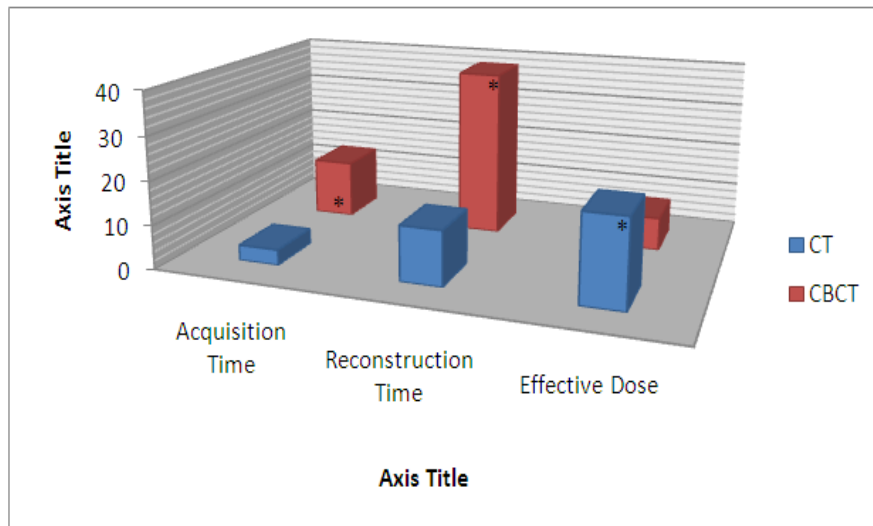 40
30
20
10
0
Axis Title
*
*
*
Acquisition
Time
Reconstruction
Time
Effective Dose
CT
CBCT
Axis Title